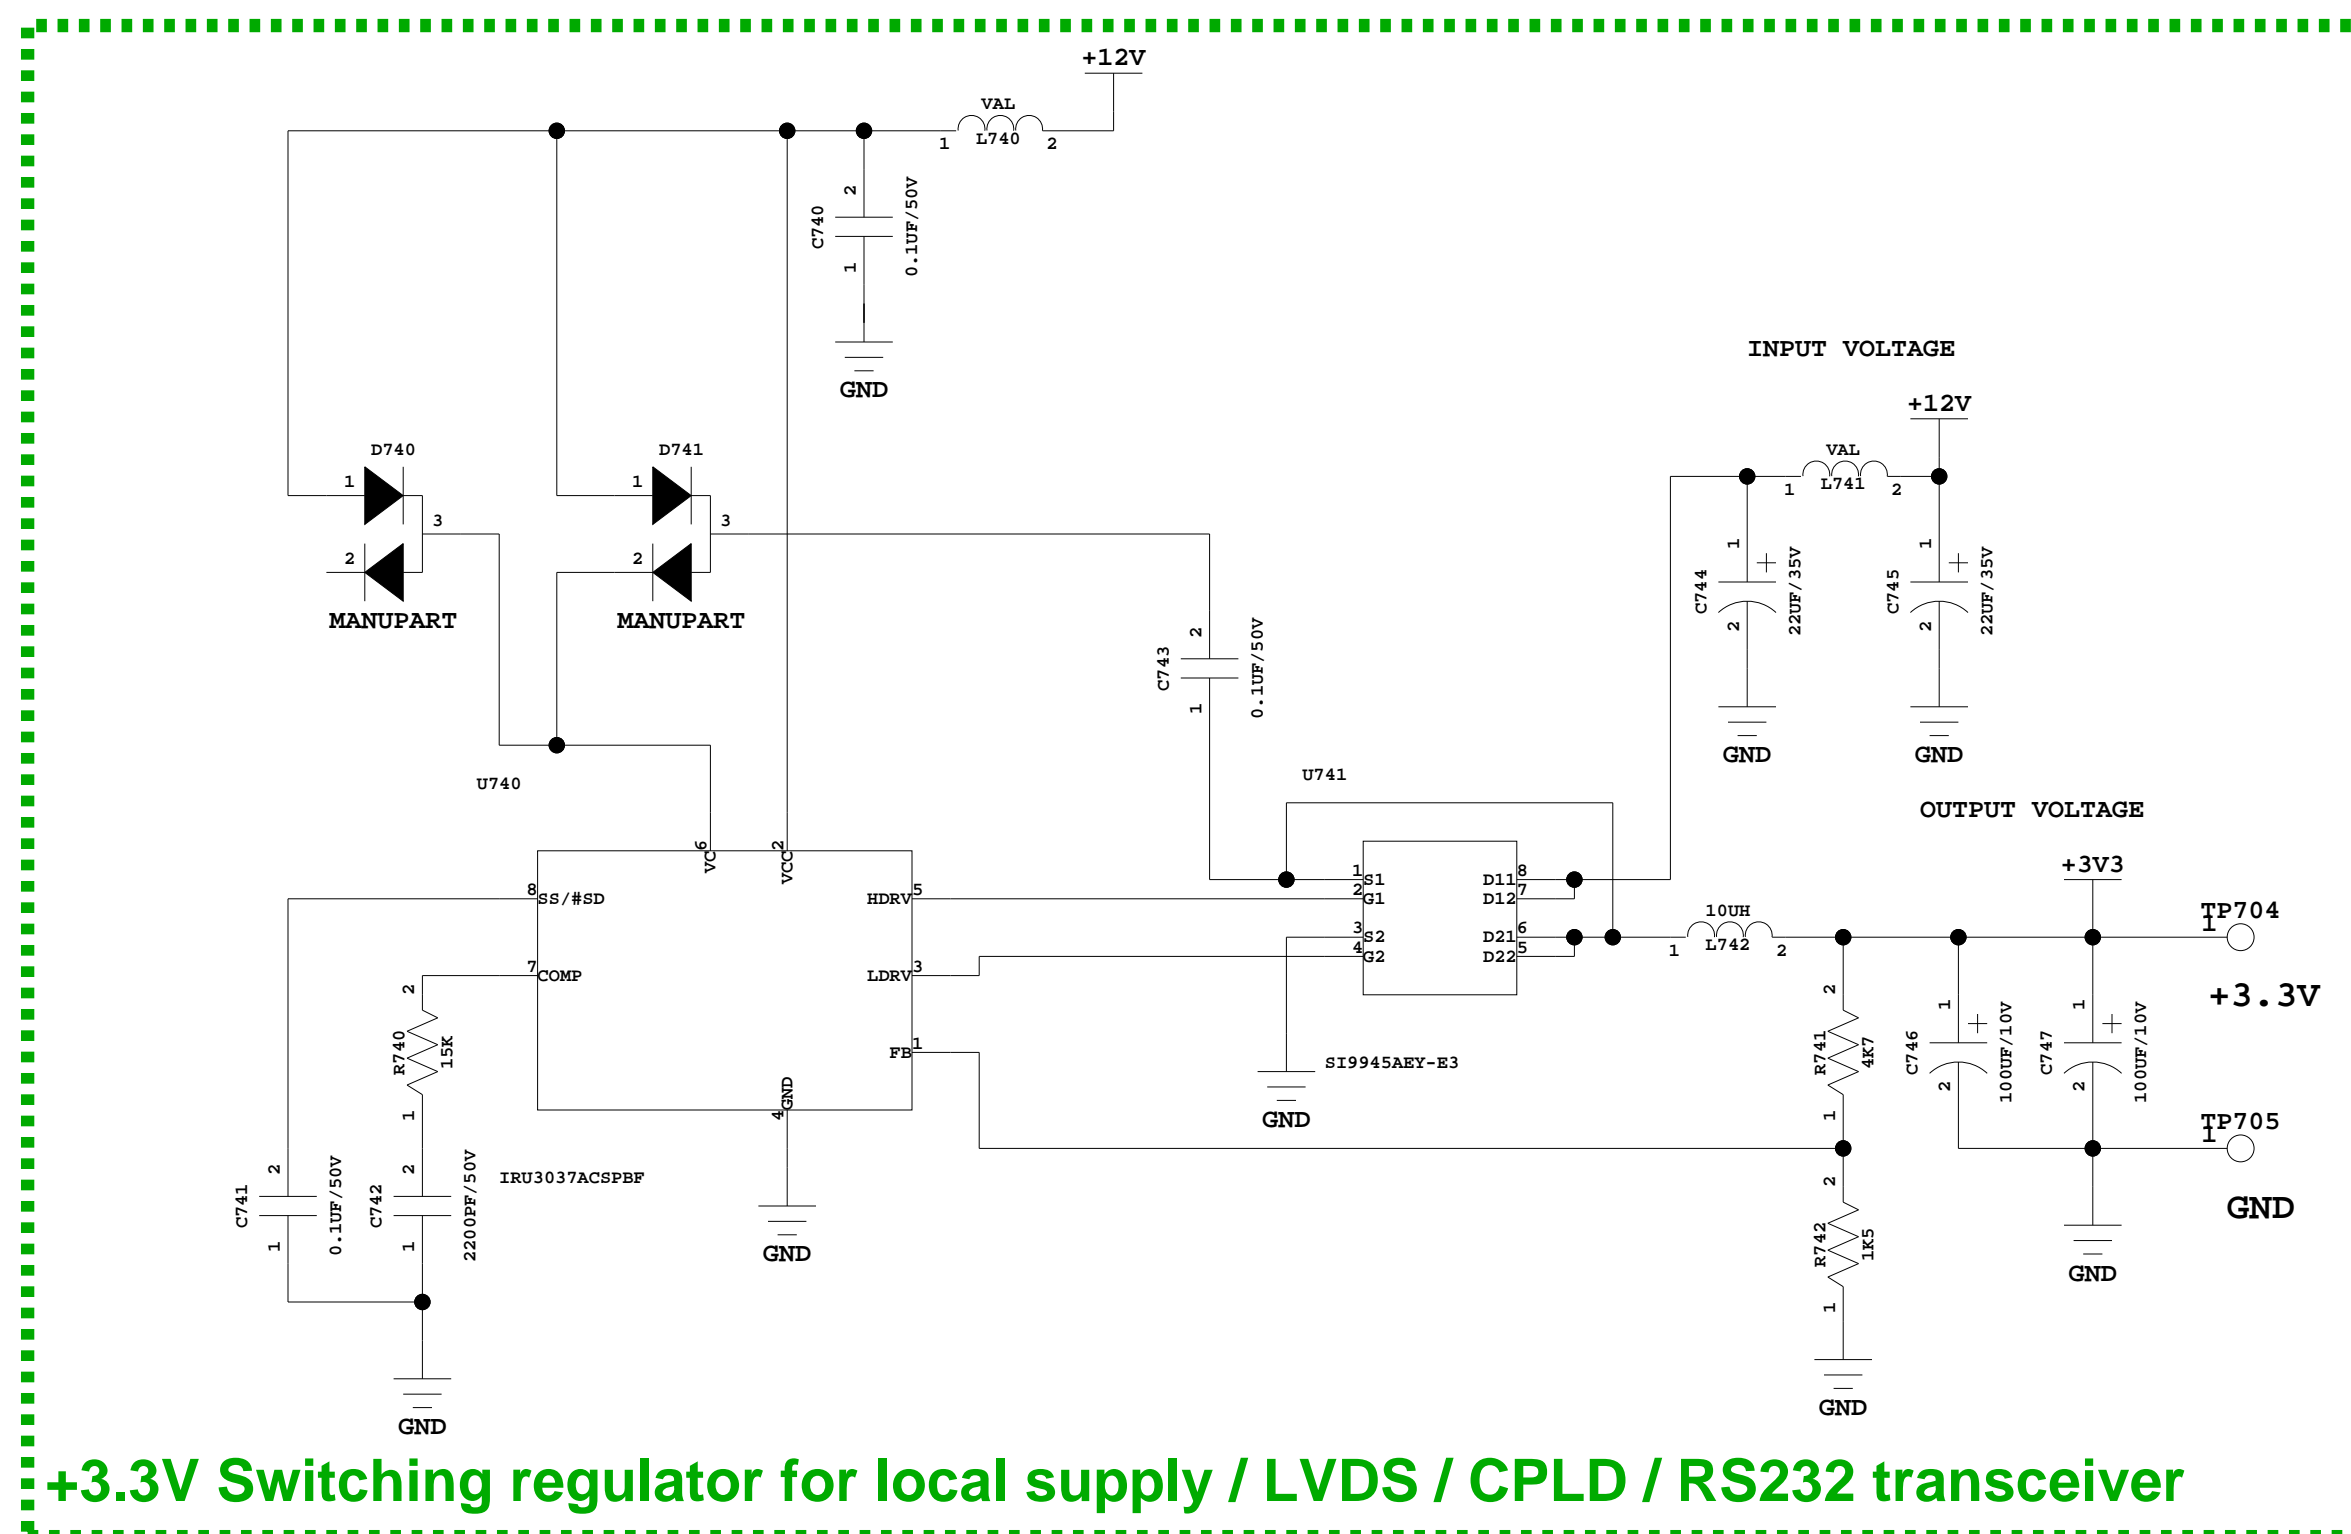 +12V
VAL
1
L740
2
2
C740
0.1UF/50V
1
GND
INPUT VOLTAGE
+12V
D740
D741
VAL
1
1
1
L741
2
3
3
2
2
MANUPART
MANUPART
1
C744
22UF/35V
2
1
C745
22UF/35V
2
2
C743
0.1UF/50V
1
GND
GND
U740
U741
OUTPUT VOLTAGE
+3V3
6
VC
2
VCC
8
SS/#SD
HDRV
5
7
COMP
LDRV
3
FB
1
4
GND
1
S1
D11
8
2
G1
D12
7
3
S2
D21
6
4
G2
D22
5
10UH
1
L742
2
TP704
1
+3.3V
2
R740
15K
1
2
R741
4K7
1
1
C746
100UF/10V
2
1
C747
100UF/10V
2
SI9945AEY-E3
GND
TP705
1
GND
2
C741
0.1UF/50V
1
2
C742
2200PF/50V
1
IRU3037ACSPBF
GND
2
R742
1K5
1
GND
GND
GND
+3.3V Switching regulator for local supply / LVDS / CPLD / RS232 transceiver